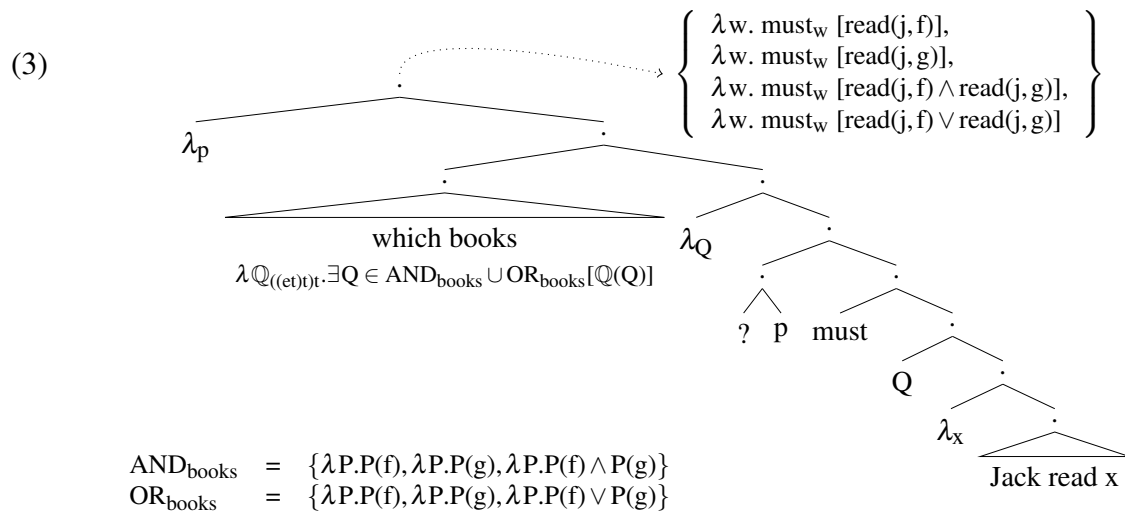 (3)
λw. must_w [read(j, f)],
λw. must_w [read(j, g)],
λw. must_w [read(j, f) ∧ read(j, g)],
λw. must_w [read(j, f) ∨ read(j, g)]
λ_p
which books
λ_Q
λℚ_((et)t)t.∃Q ∈ AND_books ∪ OR_books[ℚ(Q)]
? p must
Q
λ_x
Jack read x
AND_books = {λP.P(f), λP.P(g), λP.P(f) ∧ P(g)}
OR_books = {λP.P(f), λP.P(g), λP.P(f) ∨ P(g)}